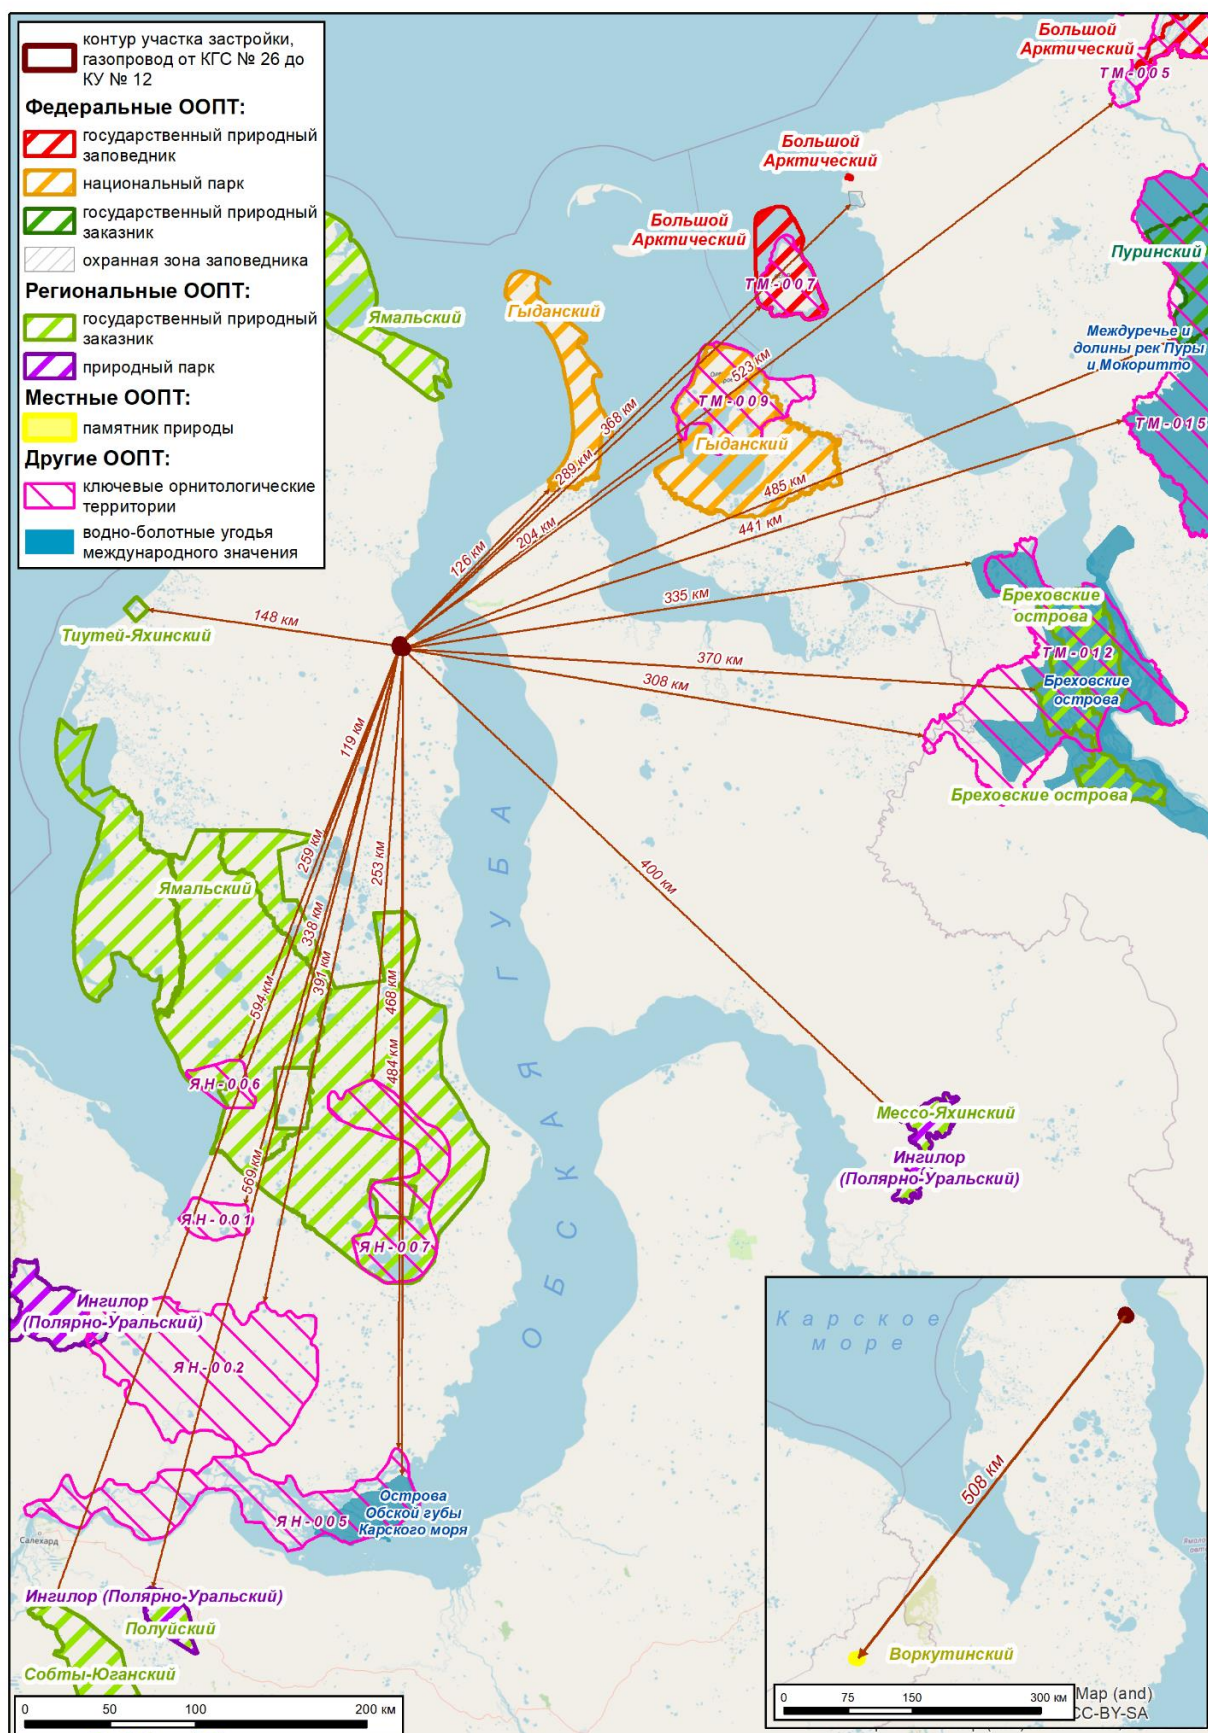 контур участка застройки,
газопровод от КГС № 26 до
КУ № 12
Федеральные ООПТ:
государственный природный
заповедник
национальный парк
государственный природный
заказник
охранная зона заповедника
Региональные ООПТ:
государственный природный
заказник
природный парк
Местные ООПТ:
памятник природы
Другие ООПТ:
ключевые орнитологические
территории
водно-болотные угодья
международного значения
Большой
Арктический
ТМ-005
Большой
Арктический
Большой
Арктический
ТМ-007
Пуринский
Ямальский
Гыданский
Междуречье и
долины рек Пуры
и Мокоритто
523 км
ТМ-009
368 км
ТМ-015
Гыданский
289 км
485 км
441 км
204 км
126 км
335 км
Бреховские
острова
148 км
Тиутей-Яхинский
ТМ-012
370 км
308 км
Бреховские
острова
119 км
Бреховские острова
ОБСКАЯ ГУБА
259 км
253 км
400 км
Ямальский
338 км
391 км
594 км
468 км
484 км
ЯН-006
Мессо-Яхинский
Ингилор
(Полярно-Уральский)
569 км
ЯН-001
ЯН-007
Ингилор
(Полярно-Уральский)
ЯН-002
Острова
Обской губы
Карского моря
ЯН-005
Салехард
Ингилор (Полярно-Уральский)
Полуйский
Собты-Юганский
0 50 100 200 км
Карское
море
508 км
Воркутинский
0 75 150 300 км
Map (and)
CC-BY-SA